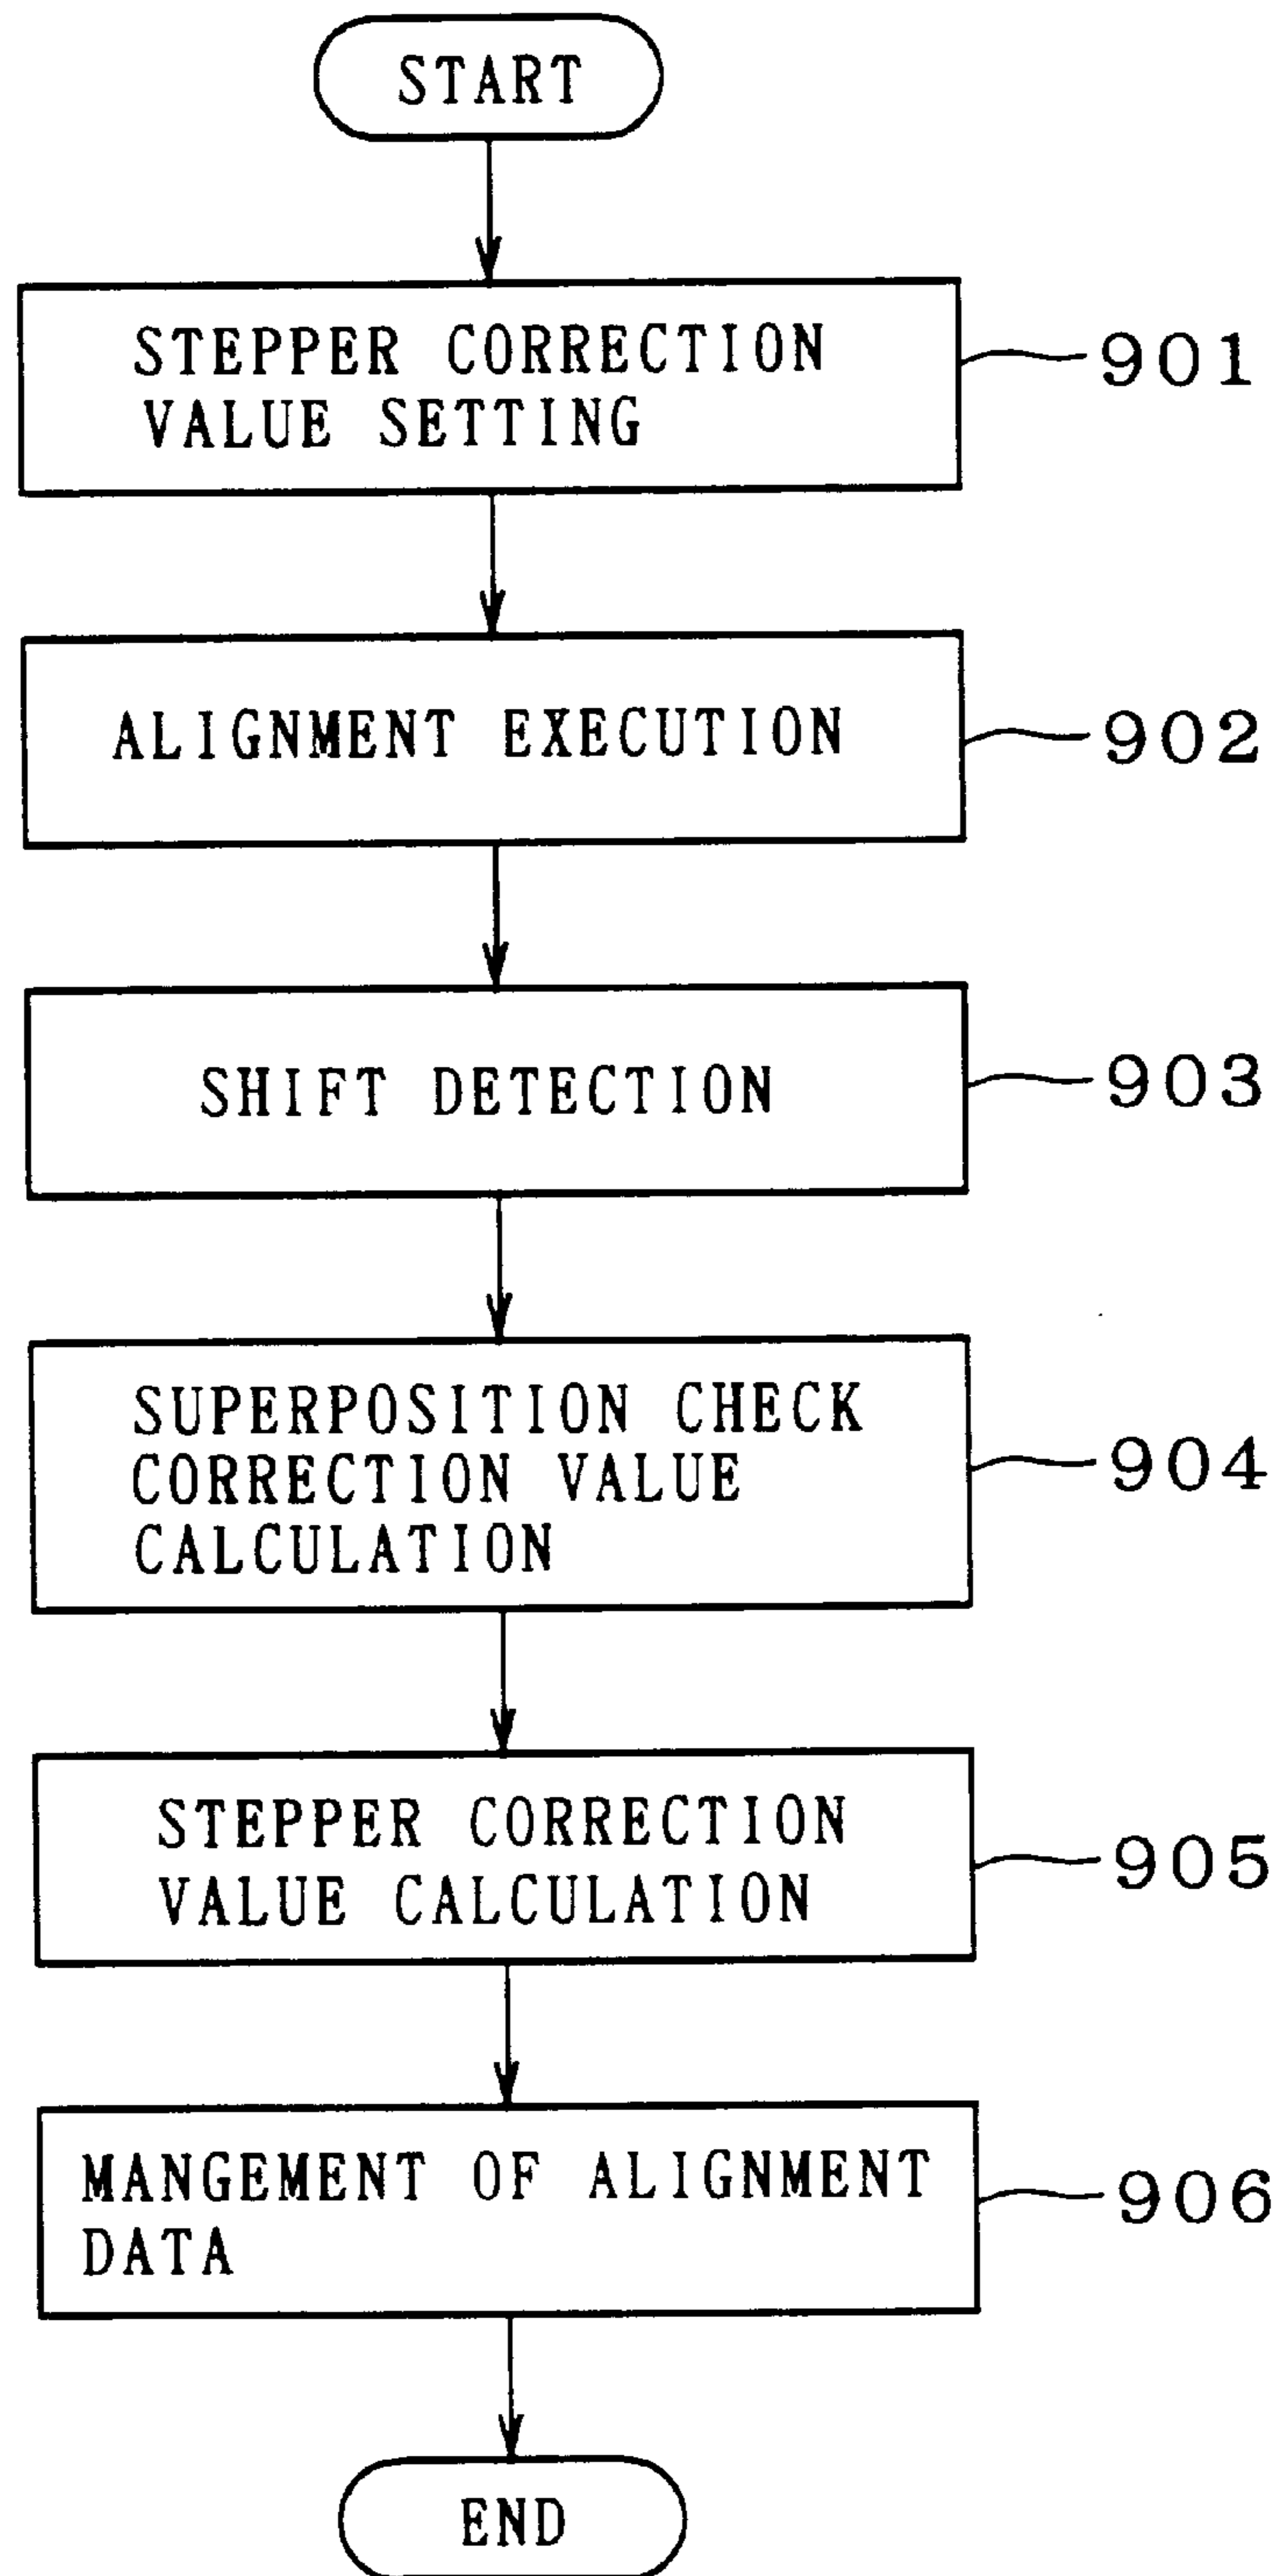 START
STEPPER CORRECTION
VALUE SETTING
901
ALIGNMENT EXECUTION
902
SHIFT DETECTION
903
SUPERPOSITION CHECK
CORRECTION VALUE
CALCULATION
904
STEPPER CORRECTION
VALUE CALCULATION
905
MANGEMENT OF ALIGNMENT
DATA
906
END